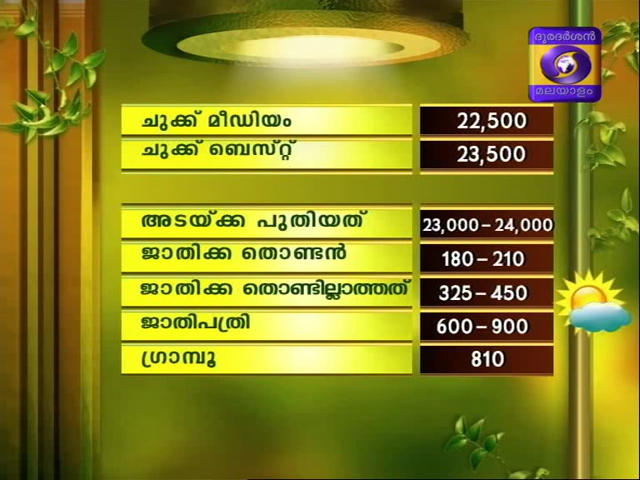 ദൂരദർശൻ
മലയാളം
ചുക്ക് മീഡിയം 22,500
ചുക്ക് ബെസ്റ്റ് 23,500
അടയ്ക്ക പുതിയത് 23,000 – 24,000
ജാതിക്ക തൊണ്ടൻ 180 – 210
ജാതിക്ക തൊണ്ടില്ലാത്തത് 325 – 450
ജാതിപത്രി 600 – 900
ഗ്രാമ്പൂ 810